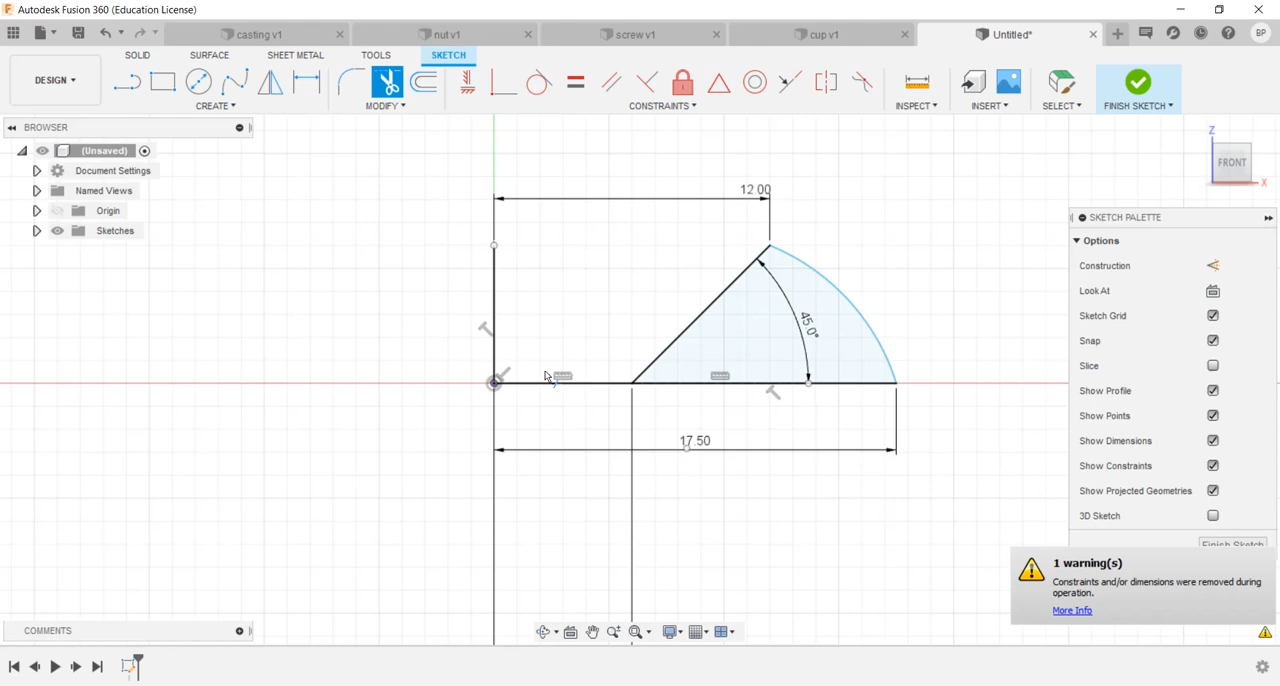 Autodesk Fusion 360 (Education License)
casting v1
nut v1
screw v1
cup v1
Untitled*
BP
SOLID
SURFACE
SHEET METAL
TOOLS
SKETCH
DESIGN
CREATE
MODIFY
CONSTRAINTS
INSPECT
INSERT
SELECT
FINISH SKETCH
BROWSER
(Unsaved)
Document Settings
Named Views
Origin
Sketches
12.00
45.0°
17.50
Z
FRONT
X
SKETCH PALETTE
Options
Construction
Look At
Sketch Grid
Snap
Slice
Show Profile
Show Points
Show Dimensions
Show Constraints
Show Projected Geometries
3D Sketch
Finish Sketch
1 warning(s)
Constraints and/or dimensions were removed during
operation.
More Info
COMMENTS